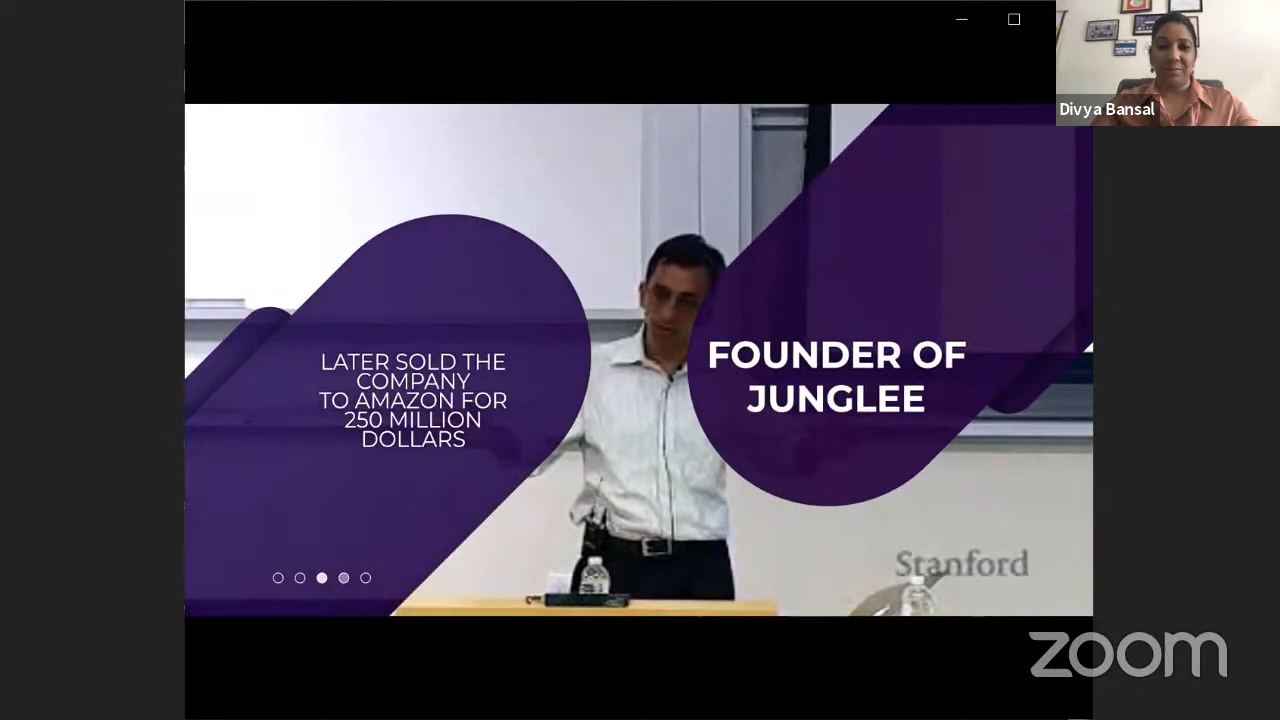 Divya Bansal
LATER SOLD THE
COMPANY
TO AMAZON FOR
250 MILLION
DOLLARS
FOUNDER OF
JUNGLEE
Stanford
zoom